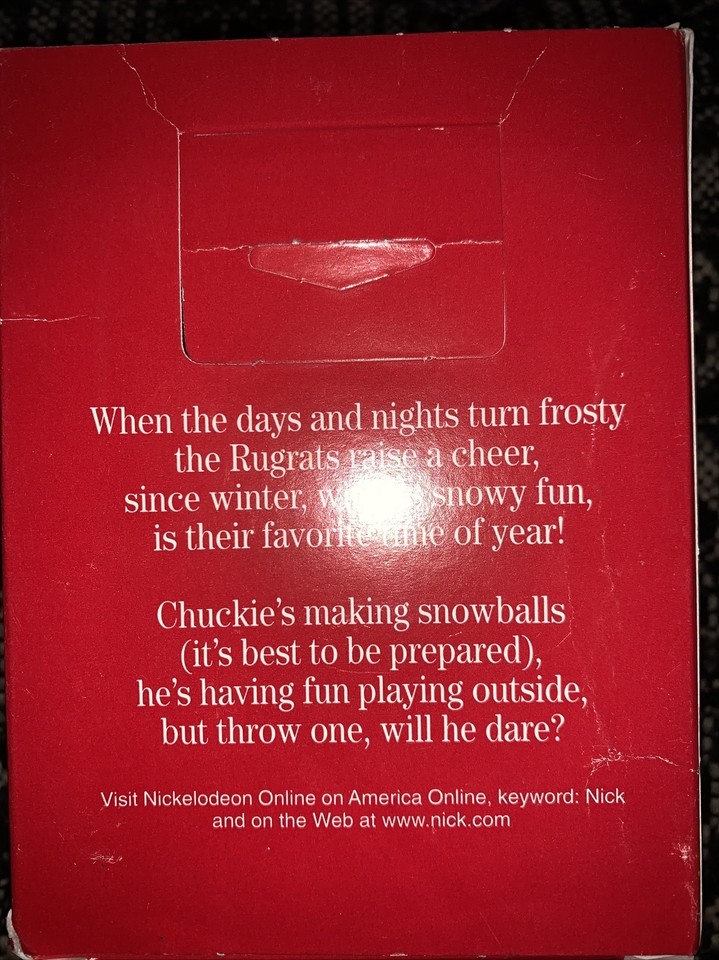 When the days and nights turn frosty
the Rugrats raise a cheer,
since winter, snowy fun,
is their favorite time of year!
Chuckie's making snowballs
(it's best to be prepared),
he's having fun playing outside,
but throw one, will he dare?
Visit Nickelodeon Online on America Online, keyword: Nick
and on the Web at www.nick.com